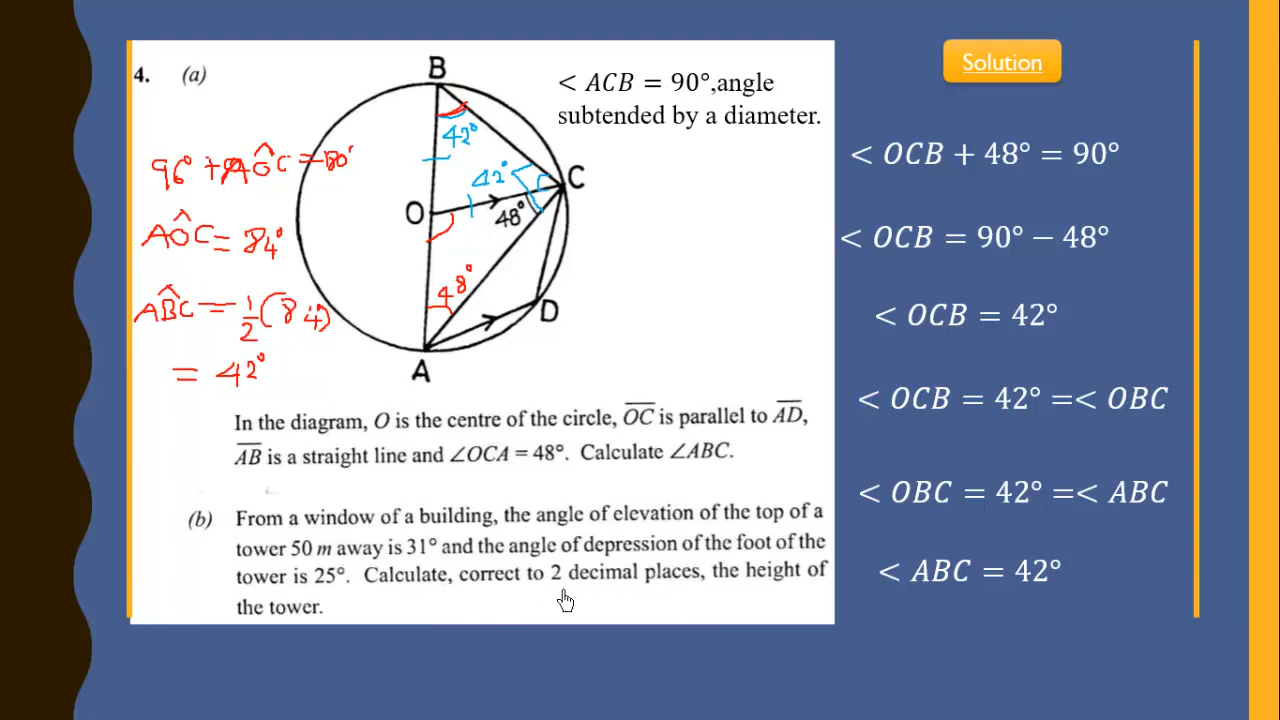 4. (a)
B
<ACB = 90°,angle
subtended by a diameter.
42°
96° + AÔC = 180°
42°
C
O
48°
AÔC = 84°
48°
AB̂C = 1/2(84)
D
= 42°
A
In the diagram, O is the centre of the circle, O̅C̅ is parallel to A̅D̅,
A̅B̅ is a straight line and ∠OCA = 48°. Calculate ∠ABC.
(b) From a window of a building, the angle of elevation of the top of a
tower 50 m away is 31° and the angle of depression of the foot of the
tower is 25°. Calculate, correct to 2 decimal places, the height of
the tower.
Solution
<OCB + 48° = 90°
<OCB = 90° − 48°
<OCB = 42°
<OCB = 42° =<OBC
<OBC = 42° =<ABC
<ABC = 42°